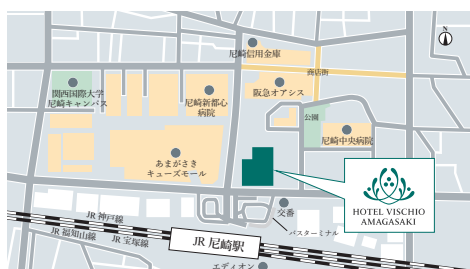 N
尼崎信用金庫
商店街
関西国際大学
尼崎キャンパス
尼崎新都心
病院
阪急オアシス
公園
尼崎中央病院
あまがさき
キューズモール
HOTEL VISCHIO
AMAGASAKI
交番
バスターミナル
JR 神戸線
JR 福知山線
JR 宝塚線
JR 尼崎駅
エディオン